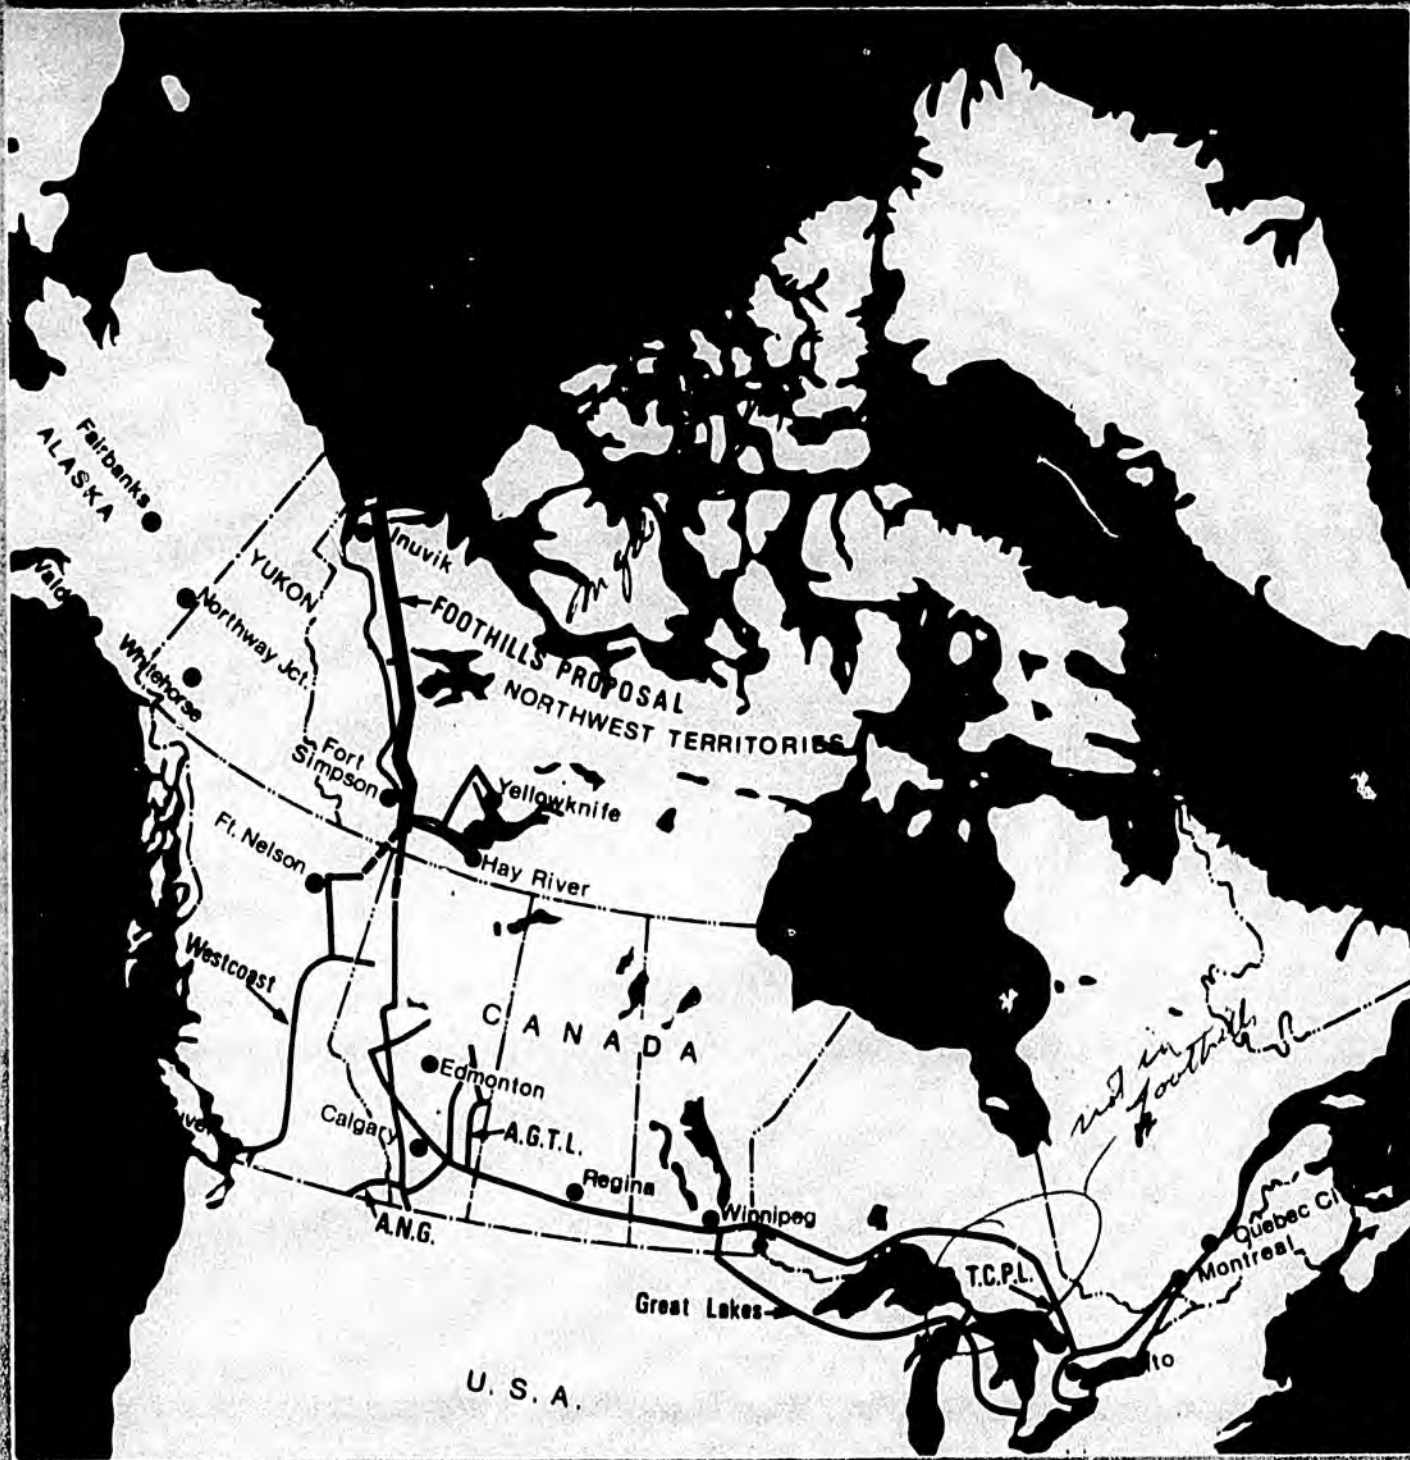 Fairbanks
ALASKA
Vald
Inuvik
YUKON
Northway Jct.
FOOTHILLS PROPOSAL
Whitehorse
NORTHWEST TERRITORIES
Fort
Simpson
Yellowknife
Ft. Nelson
Hay River
Westcoast
CANADA
not in
foothills
Edmonton
Calgary
A.G.T.L.
Regina
Winnipeg
A.N.G.
Quebec Ci
Montreal
T.C.P.L.
Great Lakes
to
U.S.A.